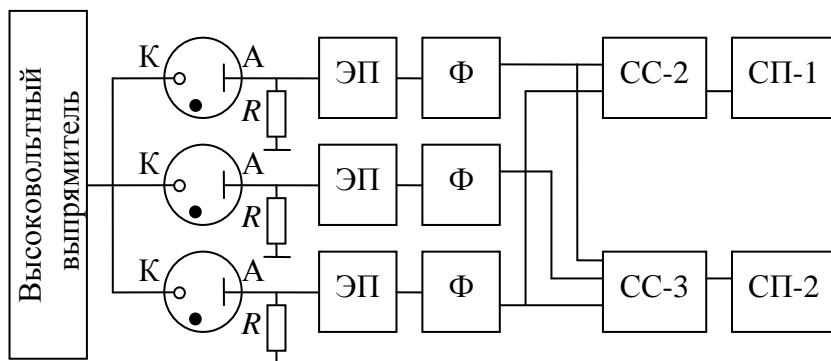 Высоковольтный
выпрямитель
К
А
R
ЭП
Ф
СС-2
СП-1
К
А
R
ЭП
Ф
К
А
R
ЭП
Ф
СС-3
СП-2